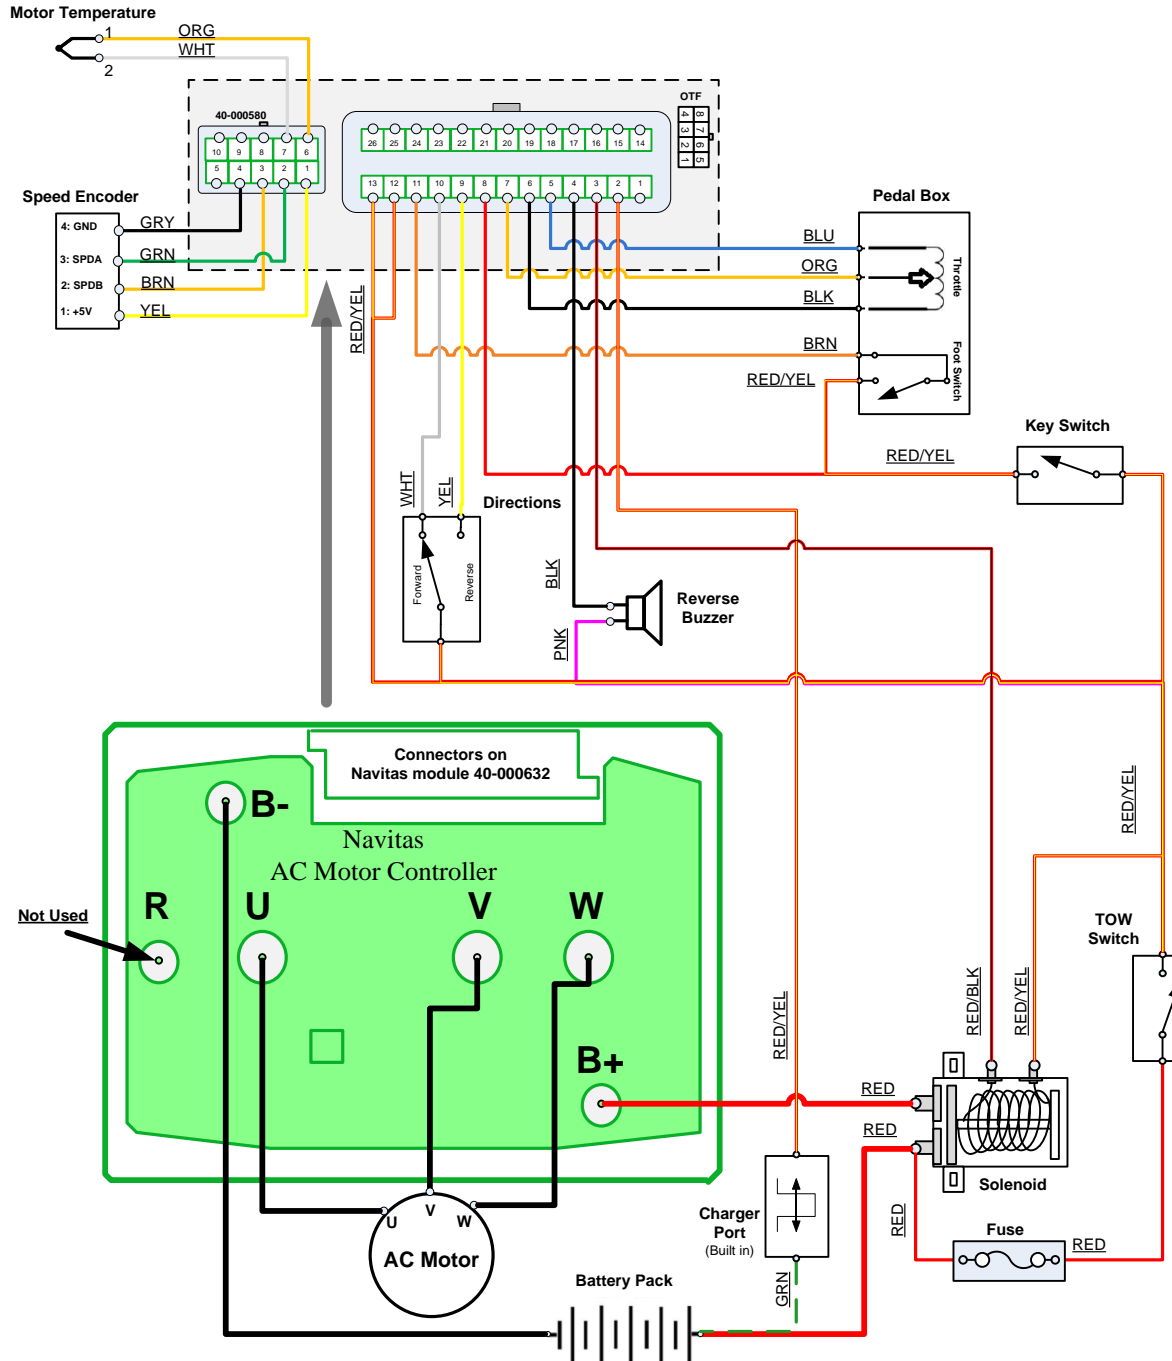 Motor Temperature
1
ORG
WHT
2
40-000580
10 9 8 7 6
5 4 3 2 1
26 25 24 23 22 21 20 19 18 17 16 15 14
13 12 11 10 9 8 7 6 5 4 3 2 1
OTF
4 8
3 7
2 6
1 5
Speed Encoder
4: GND
GRY
3: SPDA
GRN
2: SPDB
BRN
1: +5V
YEL
RED/YEL
Pedal Box
BLU
ORG
BLK
Throttle
BRN
Foot Switch
RED/YEL
Key Switch
RED/YEL
WHT
YEL
Directions
Forward
Reverse
BLK
PNK
Reverse
Buzzer
Connectors on
Navitas module 40-000632
B-
Navitas
AC Motor Controller
R
U
V
W
Not Used
B+
RED/YEL
TOW
Switch
RED/YEL
RED/BLK
RED/YEL
RED
RED
Solenoid
U
V
W
AC Motor
Charger
Port
(Built in)
RED
Fuse
RED
GRN
Battery Pack